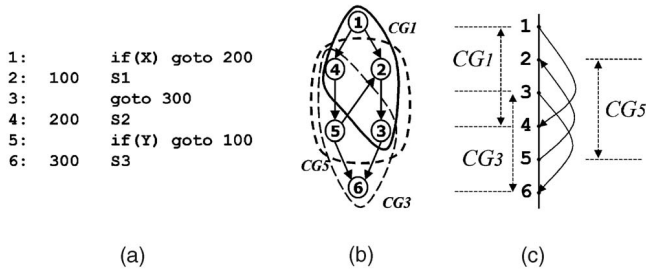 1: if(X) goto 200
2: 100 S1
3: goto 300
4: 200 S2
5: if(Y) goto 100
6: 300 S3
(a)
1
CG1
4 2
5 3
CG5
6
CG3
(b)
1
CG1
2
3
CG5
4
CG3
5
6
(c)